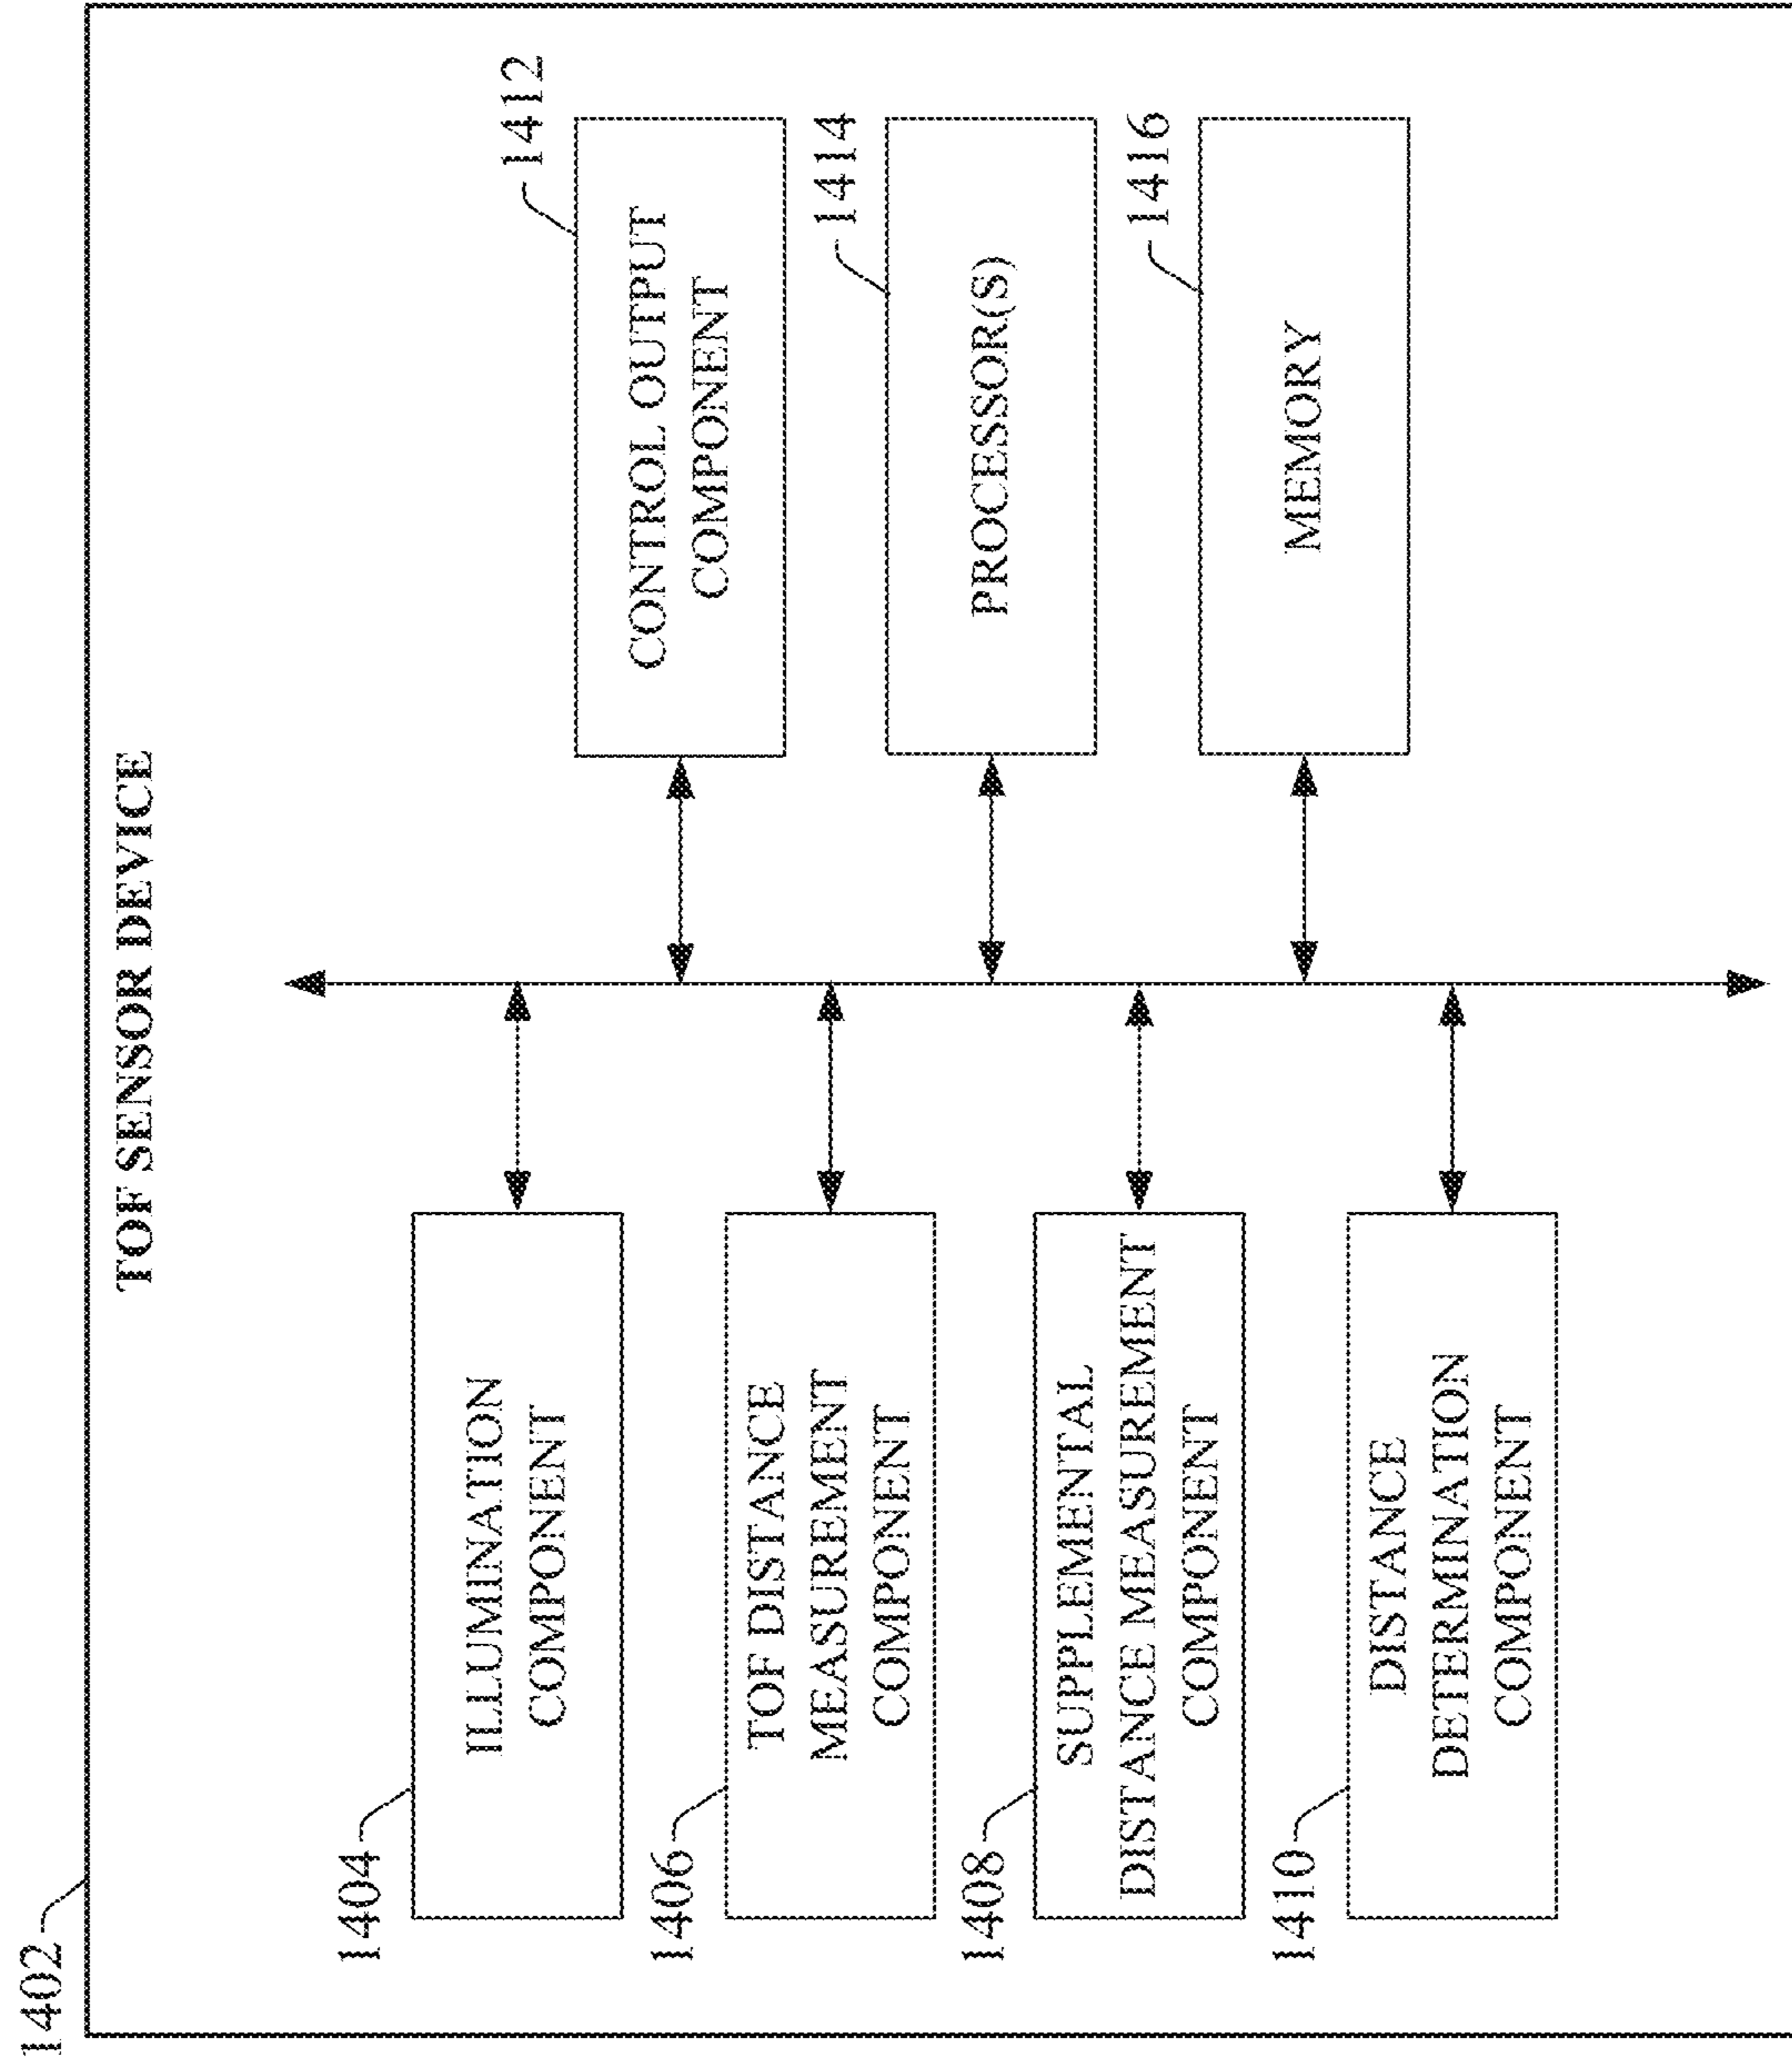 1402
TOF SENSOR DEVICE
1404
ILLUMINATION
COMPONENT
1406
TOF DISTANCE
MEASUREMENT
COMPONENT
1408
SUPPLEMENTAL
DISTANCE MEASUREMENT
COMPONENT
1410
DISTANCE
DETERMINATION
COMPONENT
1412
CONTROL OUTPUT
COMPONENT
1414
PROCESSOR(S)
1416
MEMORY